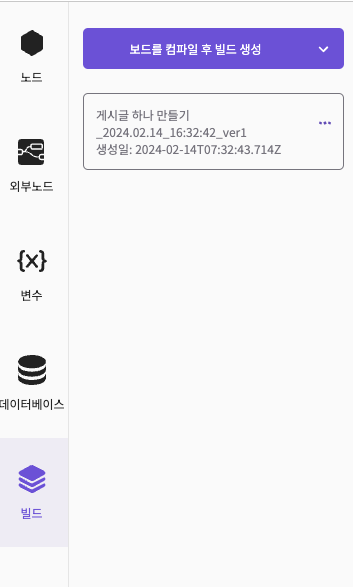 노드
외부노드
{x}
변수
데이터베이스
빌드
보드를 컴파일 후 빌드 생성
게시글 하나 만들기
_2024.02.14_16:32:42_ver1
생성일: 2024-02-14T07:32:43.714Z